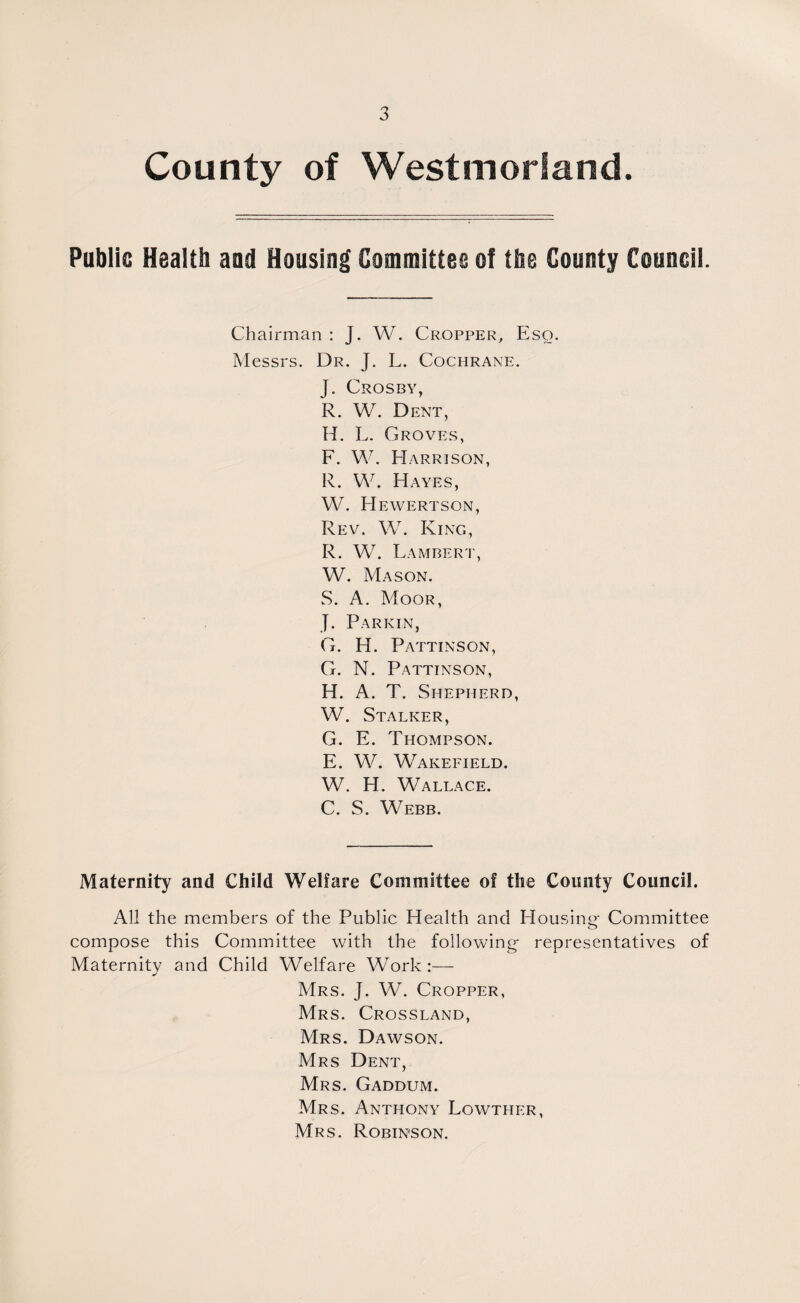 3
County of Westmorland.
Public Health and Housing Committee of the County Council.
Chairman : J. W. Cropper, Esq.
Messrs. Dr. J. L. Cochrane.
J. Crosby,
R. W. Dent,
H. L. Groves,
F. W. Harrison,
R. W. Hayes,
W. Hewertson,
Rev. W. King,
R. W. Lambert,
W. Mason.
S. A. Moor,
J. Parkin,
G. H. Pattinson,
G. N. Pattinson,
H. A. T. Shepherd,
W. Stalker,
G. E. Thompson.
E. W. Wakefield.
W. H. Wallace.
C. S. Webb.
Maternity and Child Welfare Committee of the County Council.
All the members of the Public Health and Housing Committee
compose this Committee with the following representatives of
Maternity and Child Welfare Work :—
Mrs. J. W. Cropper,
Mrs. Crossland,
Mrs. Dawson.
Mrs Dent,
Mrs. Gaddum.
Mrs. Anthony Lowther,
Mrs. Robinson.